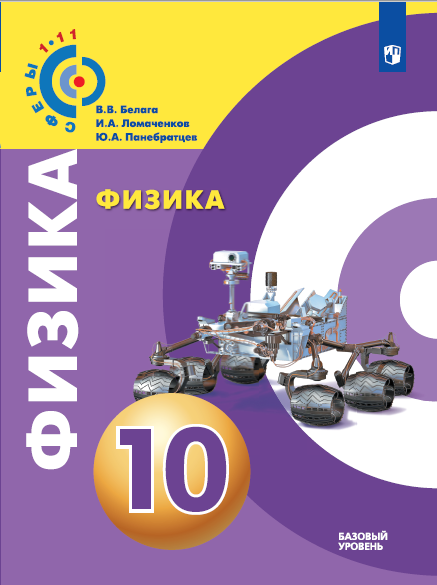 СФЕРЫ 1•11
В.В. Белага
И.А. Ломаченков
Ю.А. Панебратцев
ФИЗИКА
ФИЗИКА
10
БАЗОВЫЙ
УРОВЕНЬ